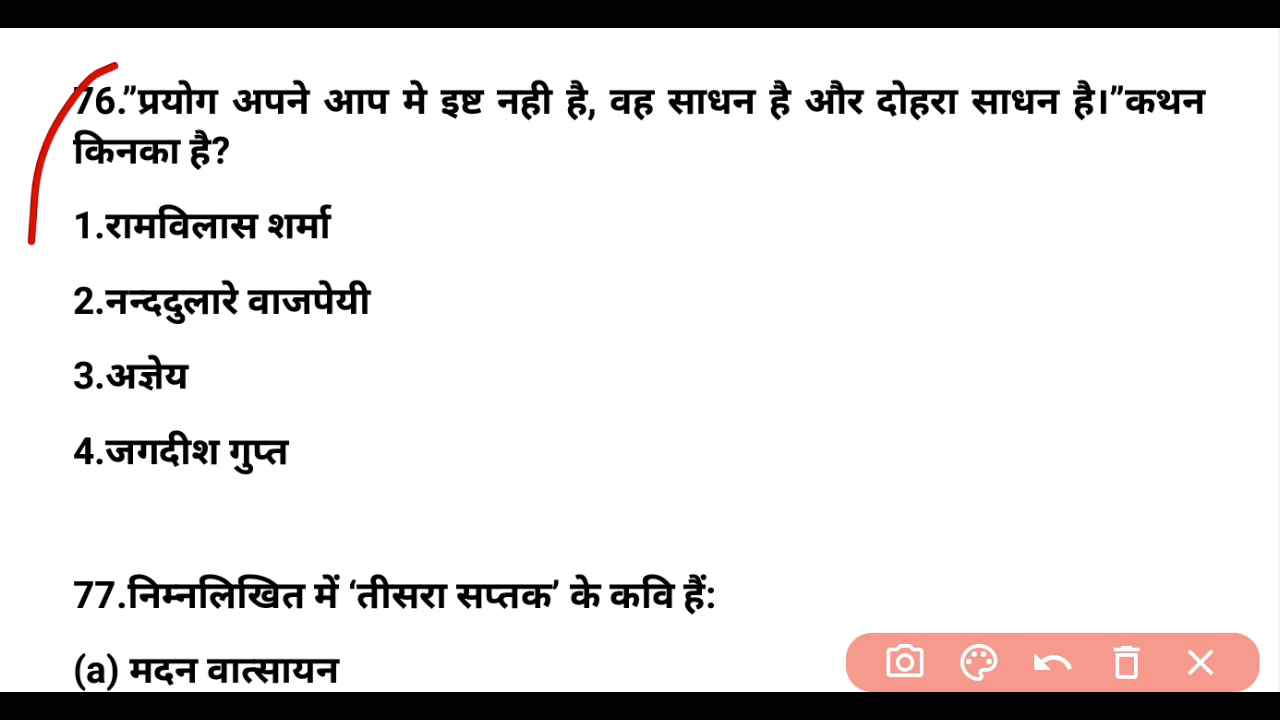 76.”प्रयोग अपने आप मे इष्ट नही है, वह साधन है और दोहरा साधन है।”कथन
किनका है?
1.रामविलास शर्मा
2.नन्ददुलारे वाजपेयी
3.अज्ञेय
4.जगदीश गुप्त
77.निम्नलिखित में ‘तीसरा सप्तक’ के कवि हैं:
(a) मदन वात्सायन